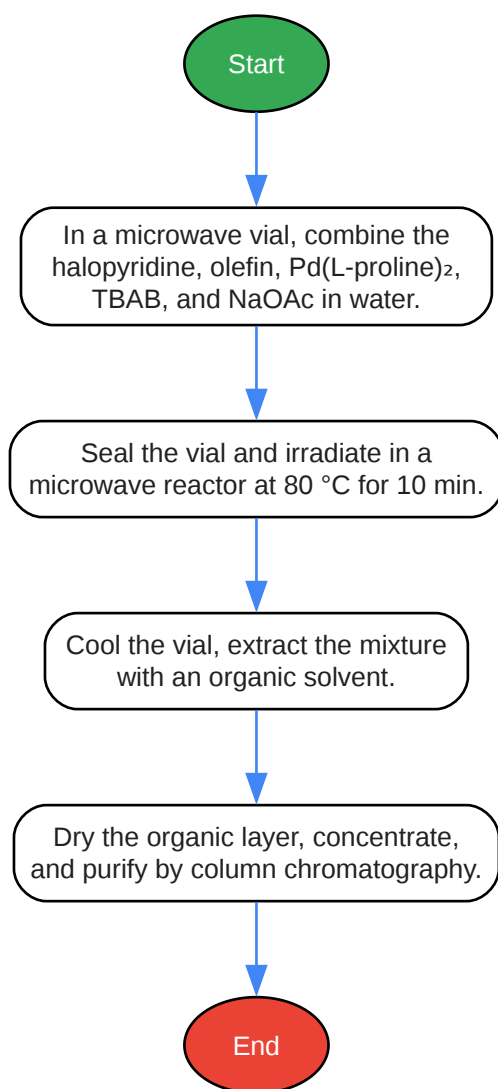 Start
In a microwave vial, combine the
halopyridine, olefin, Pd(L-proline)₂,
TBAB, and NaOAc in water.
Seal the vial and irradiate in a
microwave reactor at 80 °C for 10 min.
Cool the vial, extract the mixture
with an organic solvent.
Dry the organic layer, concentrate,
and purify by column chromatography.
End